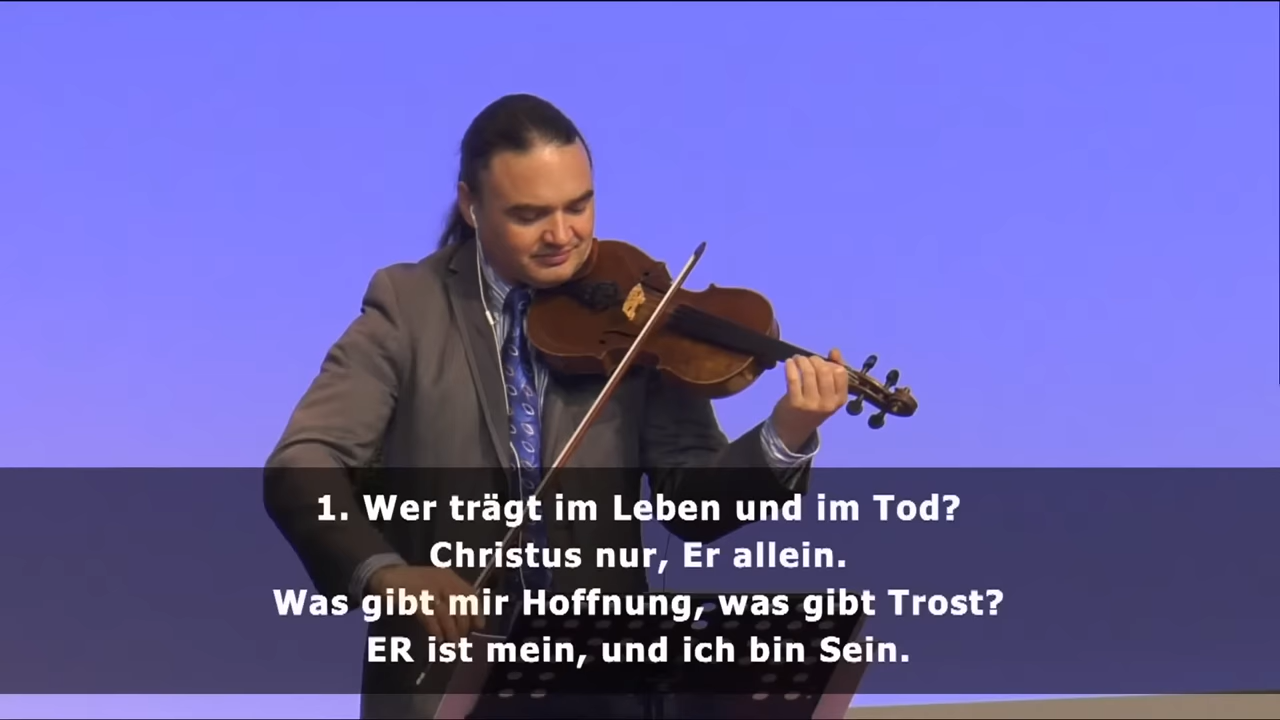 1. Wer trägt im Leben und im Tod?
Christus nur, Er allein.
Was gibt mir Hoffnung, was gibt Trost?
ER ist mein, und ich bin Sein.